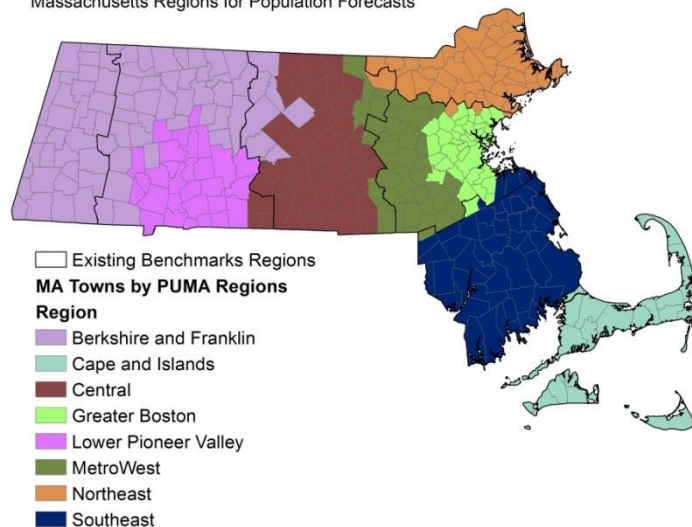 Massachusetts Regions for Population Forecasts
Existing Benchmarks Regions
MA Towns by PUMA Regions
Region
Berkshire and Franklin
Cape and Islands
Central
Greater Boston
Lower Pioneer Valley
MetroWest
Northeast
Southeast